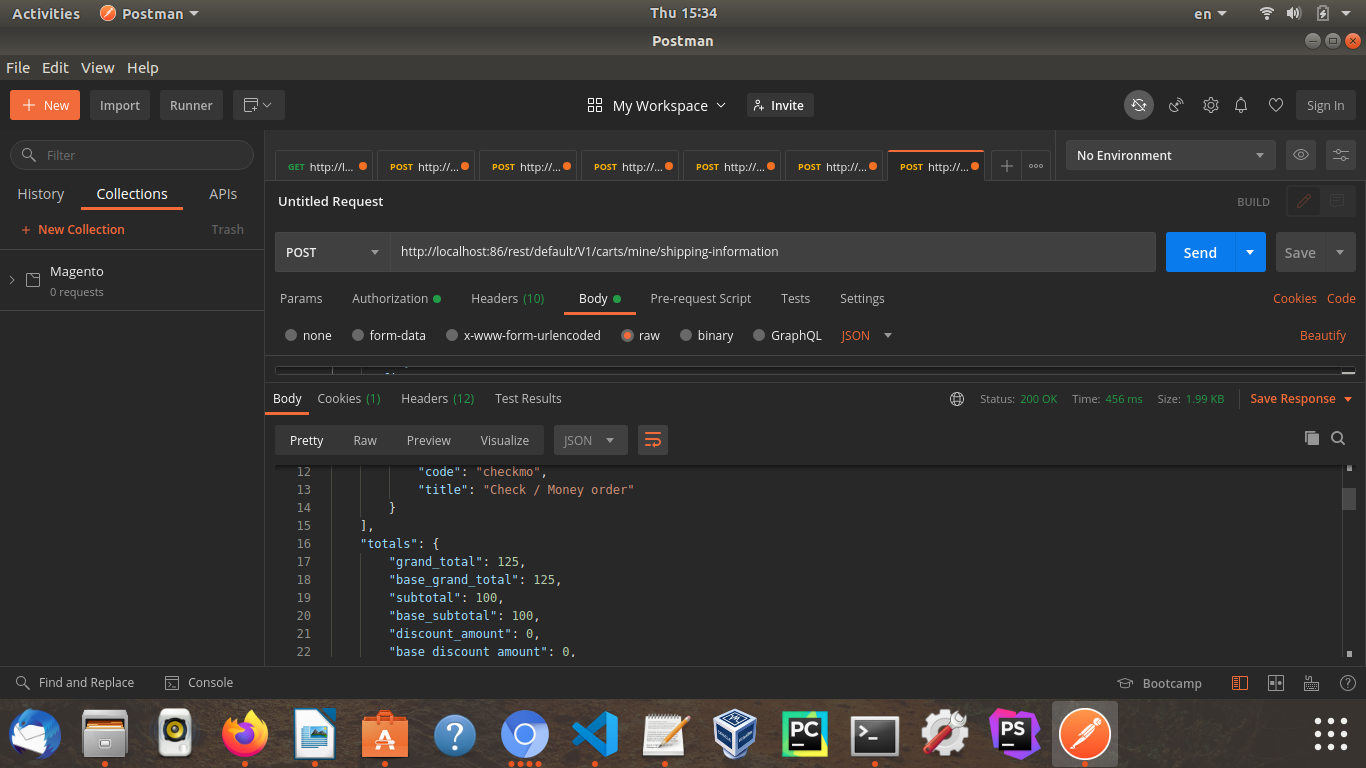 Activities Postman Thu 15:34 en
Postman
File Edit View Help
New Import Runner My Workspace Invite Sign In
Filter
History Collections APIs
+ New Collection Trash
Magento
0 requests
GET http://l... POST http://... POST http://... POST http://... POST http://... POST http://... POST http://... No Environment
Untitled Request BUILD
POST http://localhost:86/rest/default/V1/carts/mine/shipping-information Send Save
Params Authorization Headers (10) Body Pre-request Script Tests Settings Cookies Code
none form-data x-www-form-urlencoded raw binary GraphQL JSON Beautify
Body Cookies (1) Headers (12) Test Results Status: 200 OK Time: 456 ms Size: 1.99 KB Save Response
Pretty Raw Preview Visualize JSON
12 "code": "checkmo",
13 "title": "Check / Money order"
14 }
15 ],
16 "totals": {
17 "grand_total": 125,
18 "base_grand_total": 125,
19 "subtotal": 100,
20 "base_subtotal": 100,
21 "discount_amount": 0,
22 "base_discount_amount": 0,
Find and Replace Console Bootcamp
PC PS